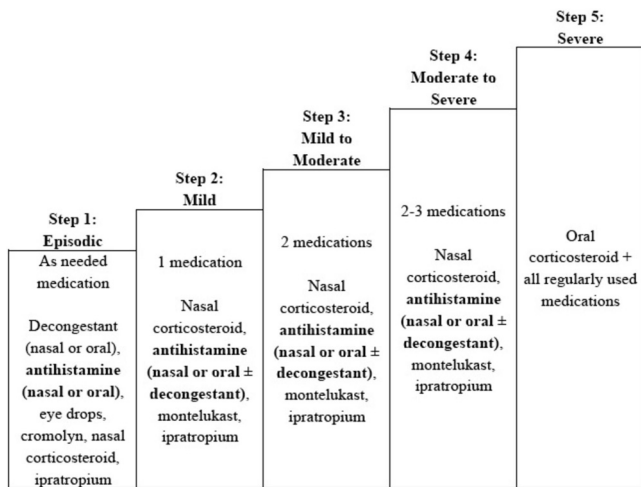 Step 1:
Episodic
As needed
medication
Decongestant
(nasal or oral),
antihistamine
(nasal or oral),
eye drops,
cromolyn, nasal
corticosteroid,
ipratropium
Step 2:
Mild
1 medication
Nasal
corticosteroid,
antihistamine
(nasal or oral ±
decongestant),
montelukast,
ipratropium
Step 3:
Mild to
Moderate
2 medications
Nasal
corticosteroid,
antihistamine
(nasal or oral ±
decongestant),
montelukast,
ipratropium
Step 4:
Moderate to
Severe
2-3 medications
Nasal
corticosteroid,
antihistamine
(nasal or oral ±
decongestant),
montelukast,
ipratropium
Step 5:
Severe
Oral
corticosteroid +
all regularly used
medications